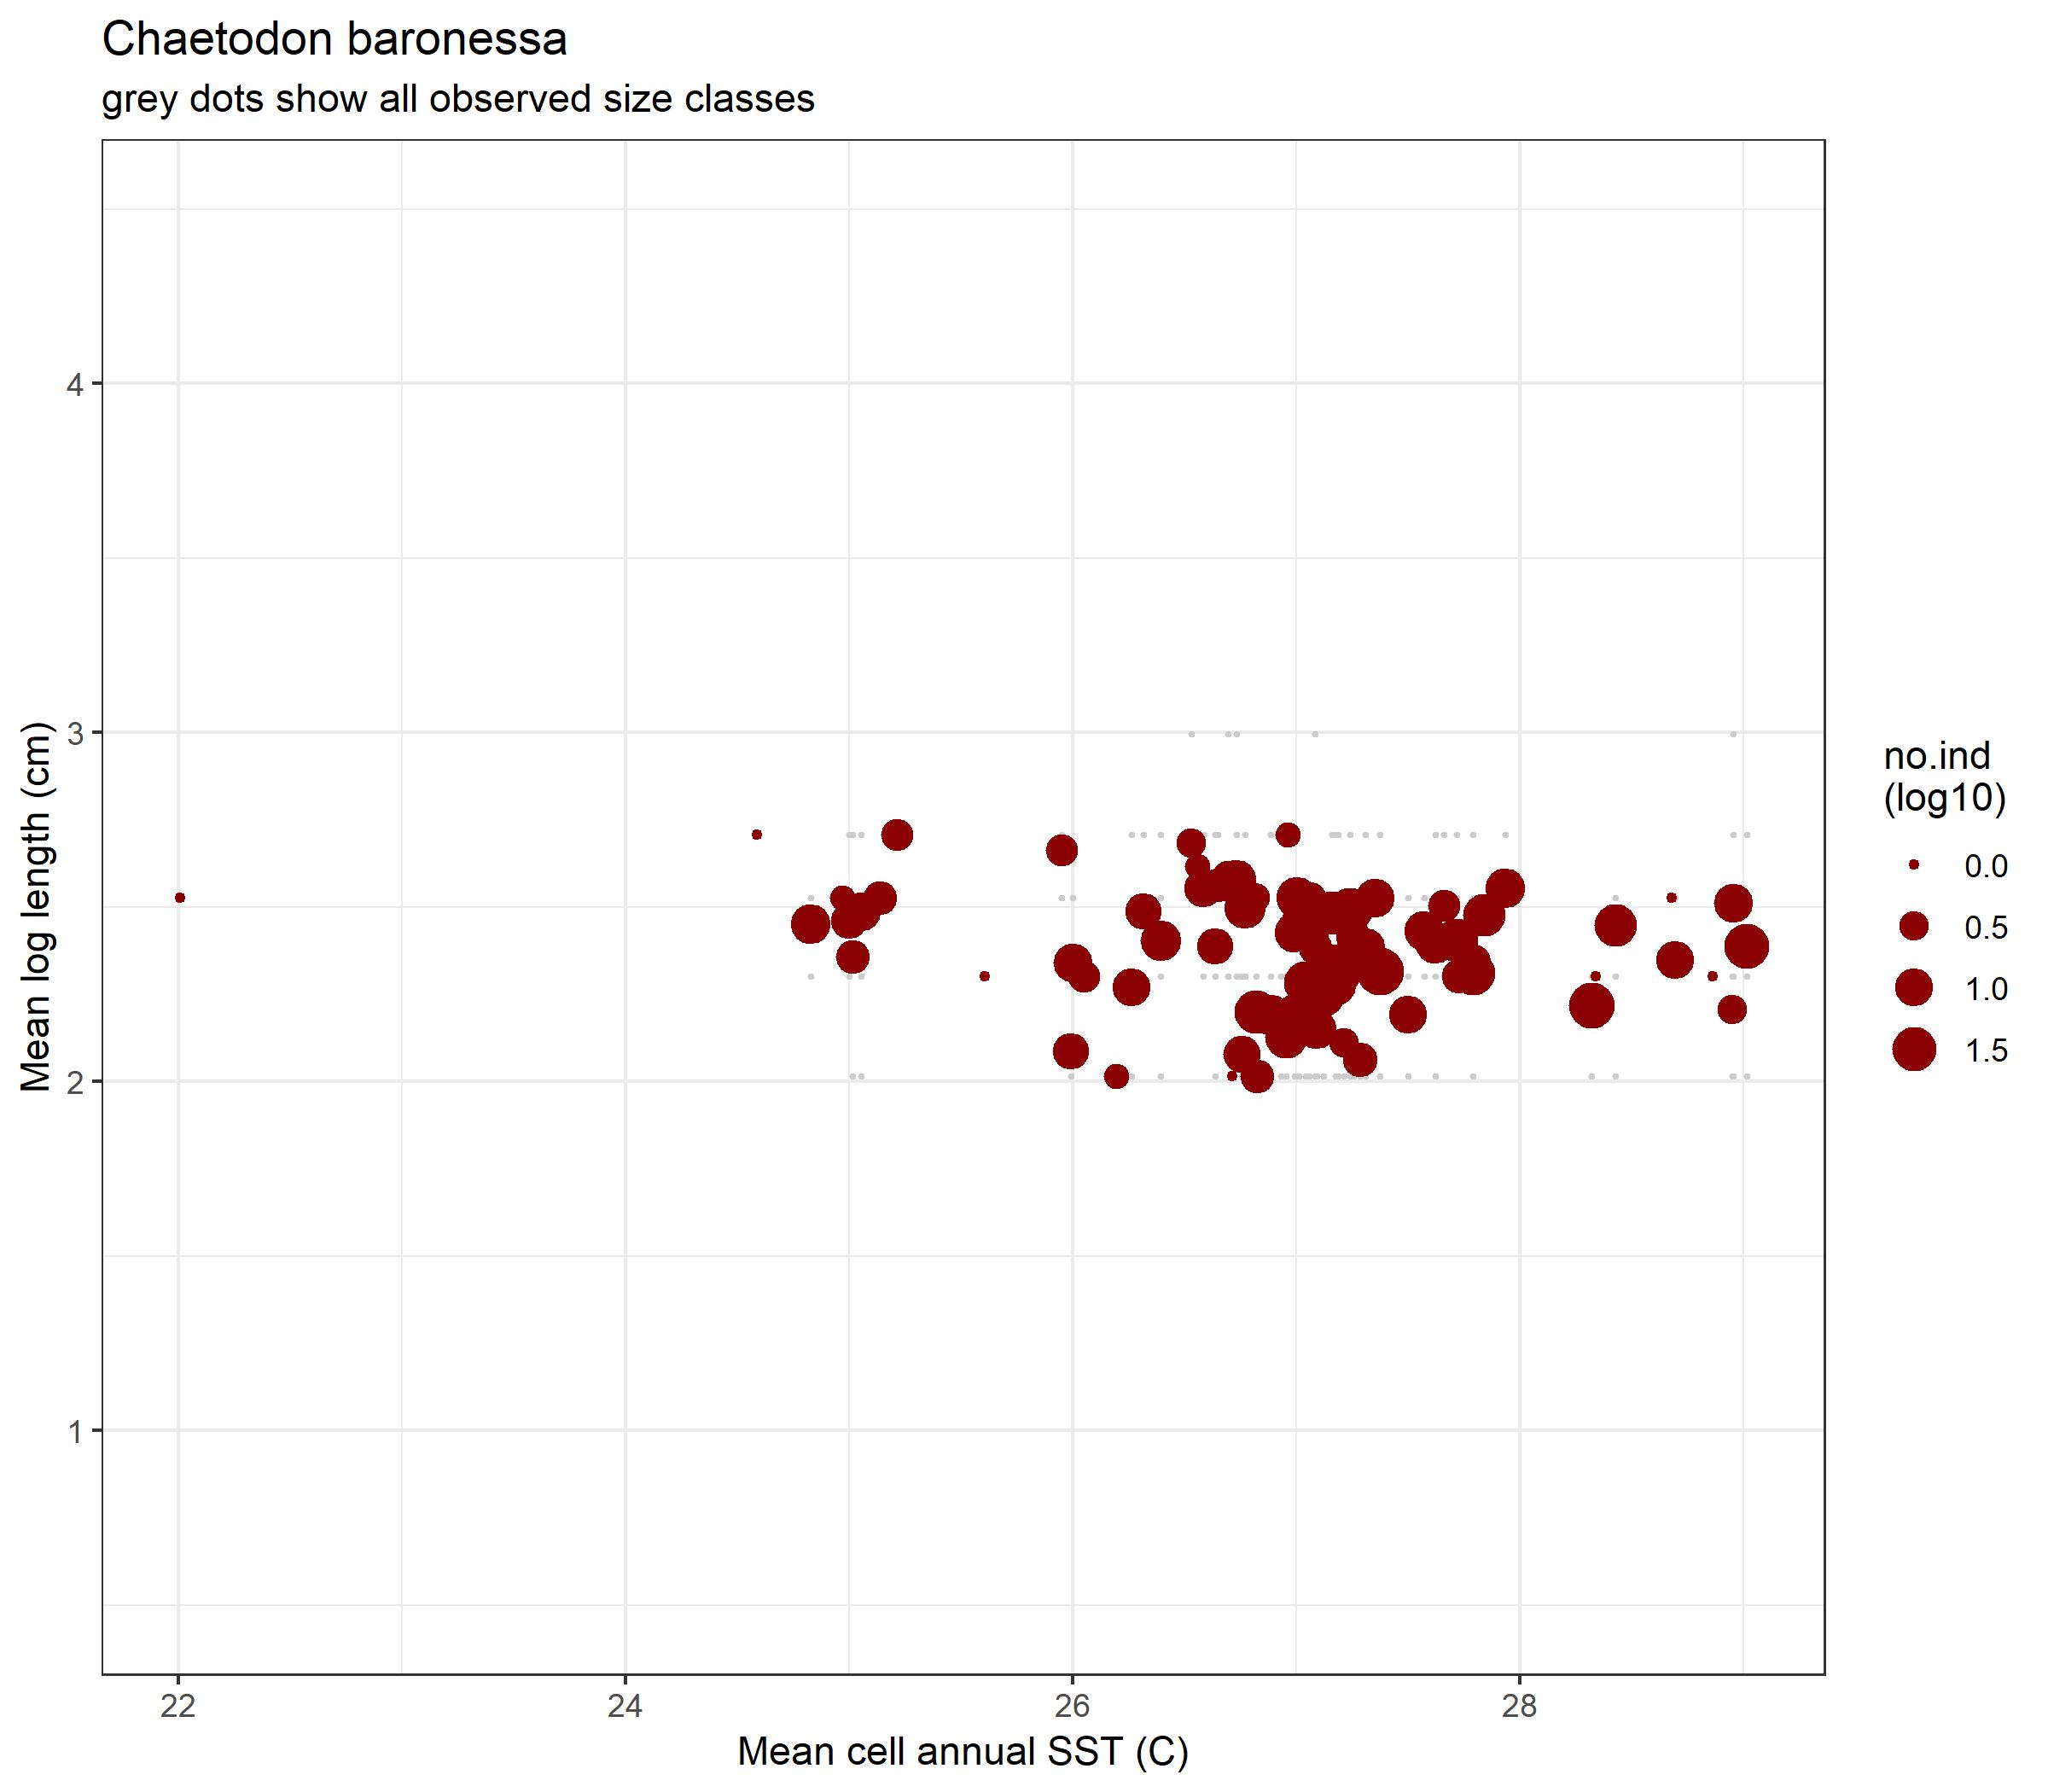 Chaetodon baronessa
grey dots show all observed size classes
Mean log length (cm)
4
3
2
1
22
24
26
28
Mean cell annual SST (C)
no.ind
(log10)
0.0
0.5
1.0
1.5